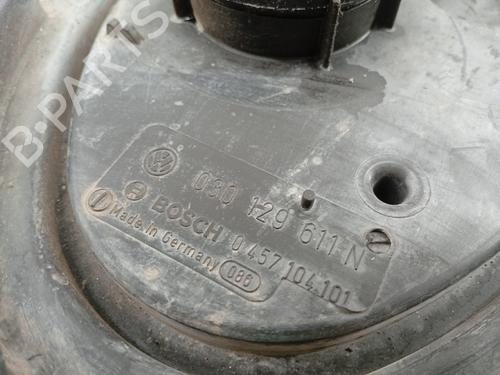 B-PARTS
030 129 611 N
BOSCH 0 457 104 101
Made in Germany 086